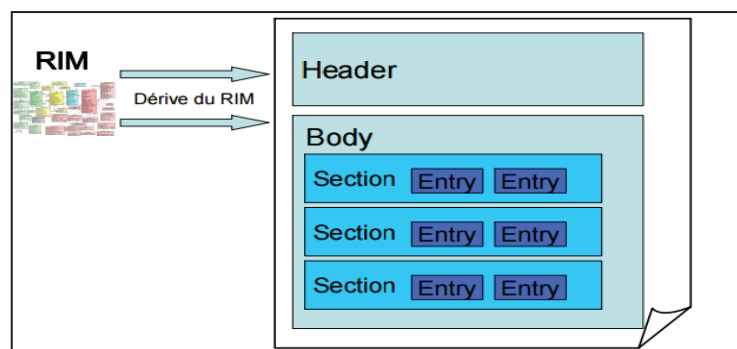 RIM
Dérive du RIM
Header
Body
Section Entry Entry
Section Entry Entry
Section Entry Entry